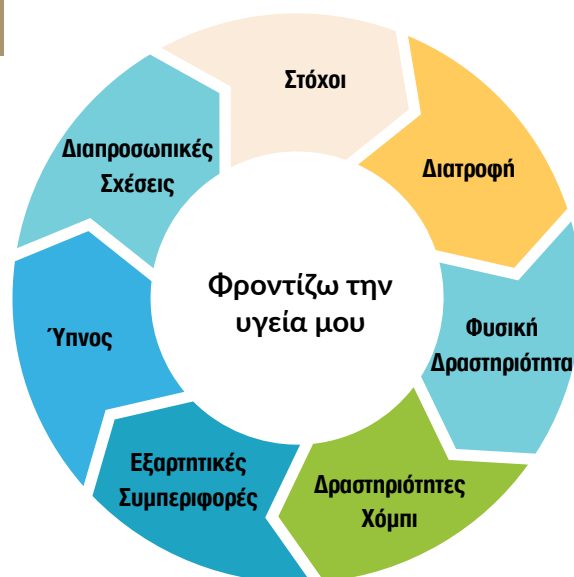 Στόχοι
Διατροφή
Φυσική
Δραστηριότητα
Δραστηριότητες
Χόμπι
Εξαρτητικές
Συμπεριφορές
Ύπνος
Διαπροσωπικές
Σχέσεις
Φροντίζω την
υγεία μου